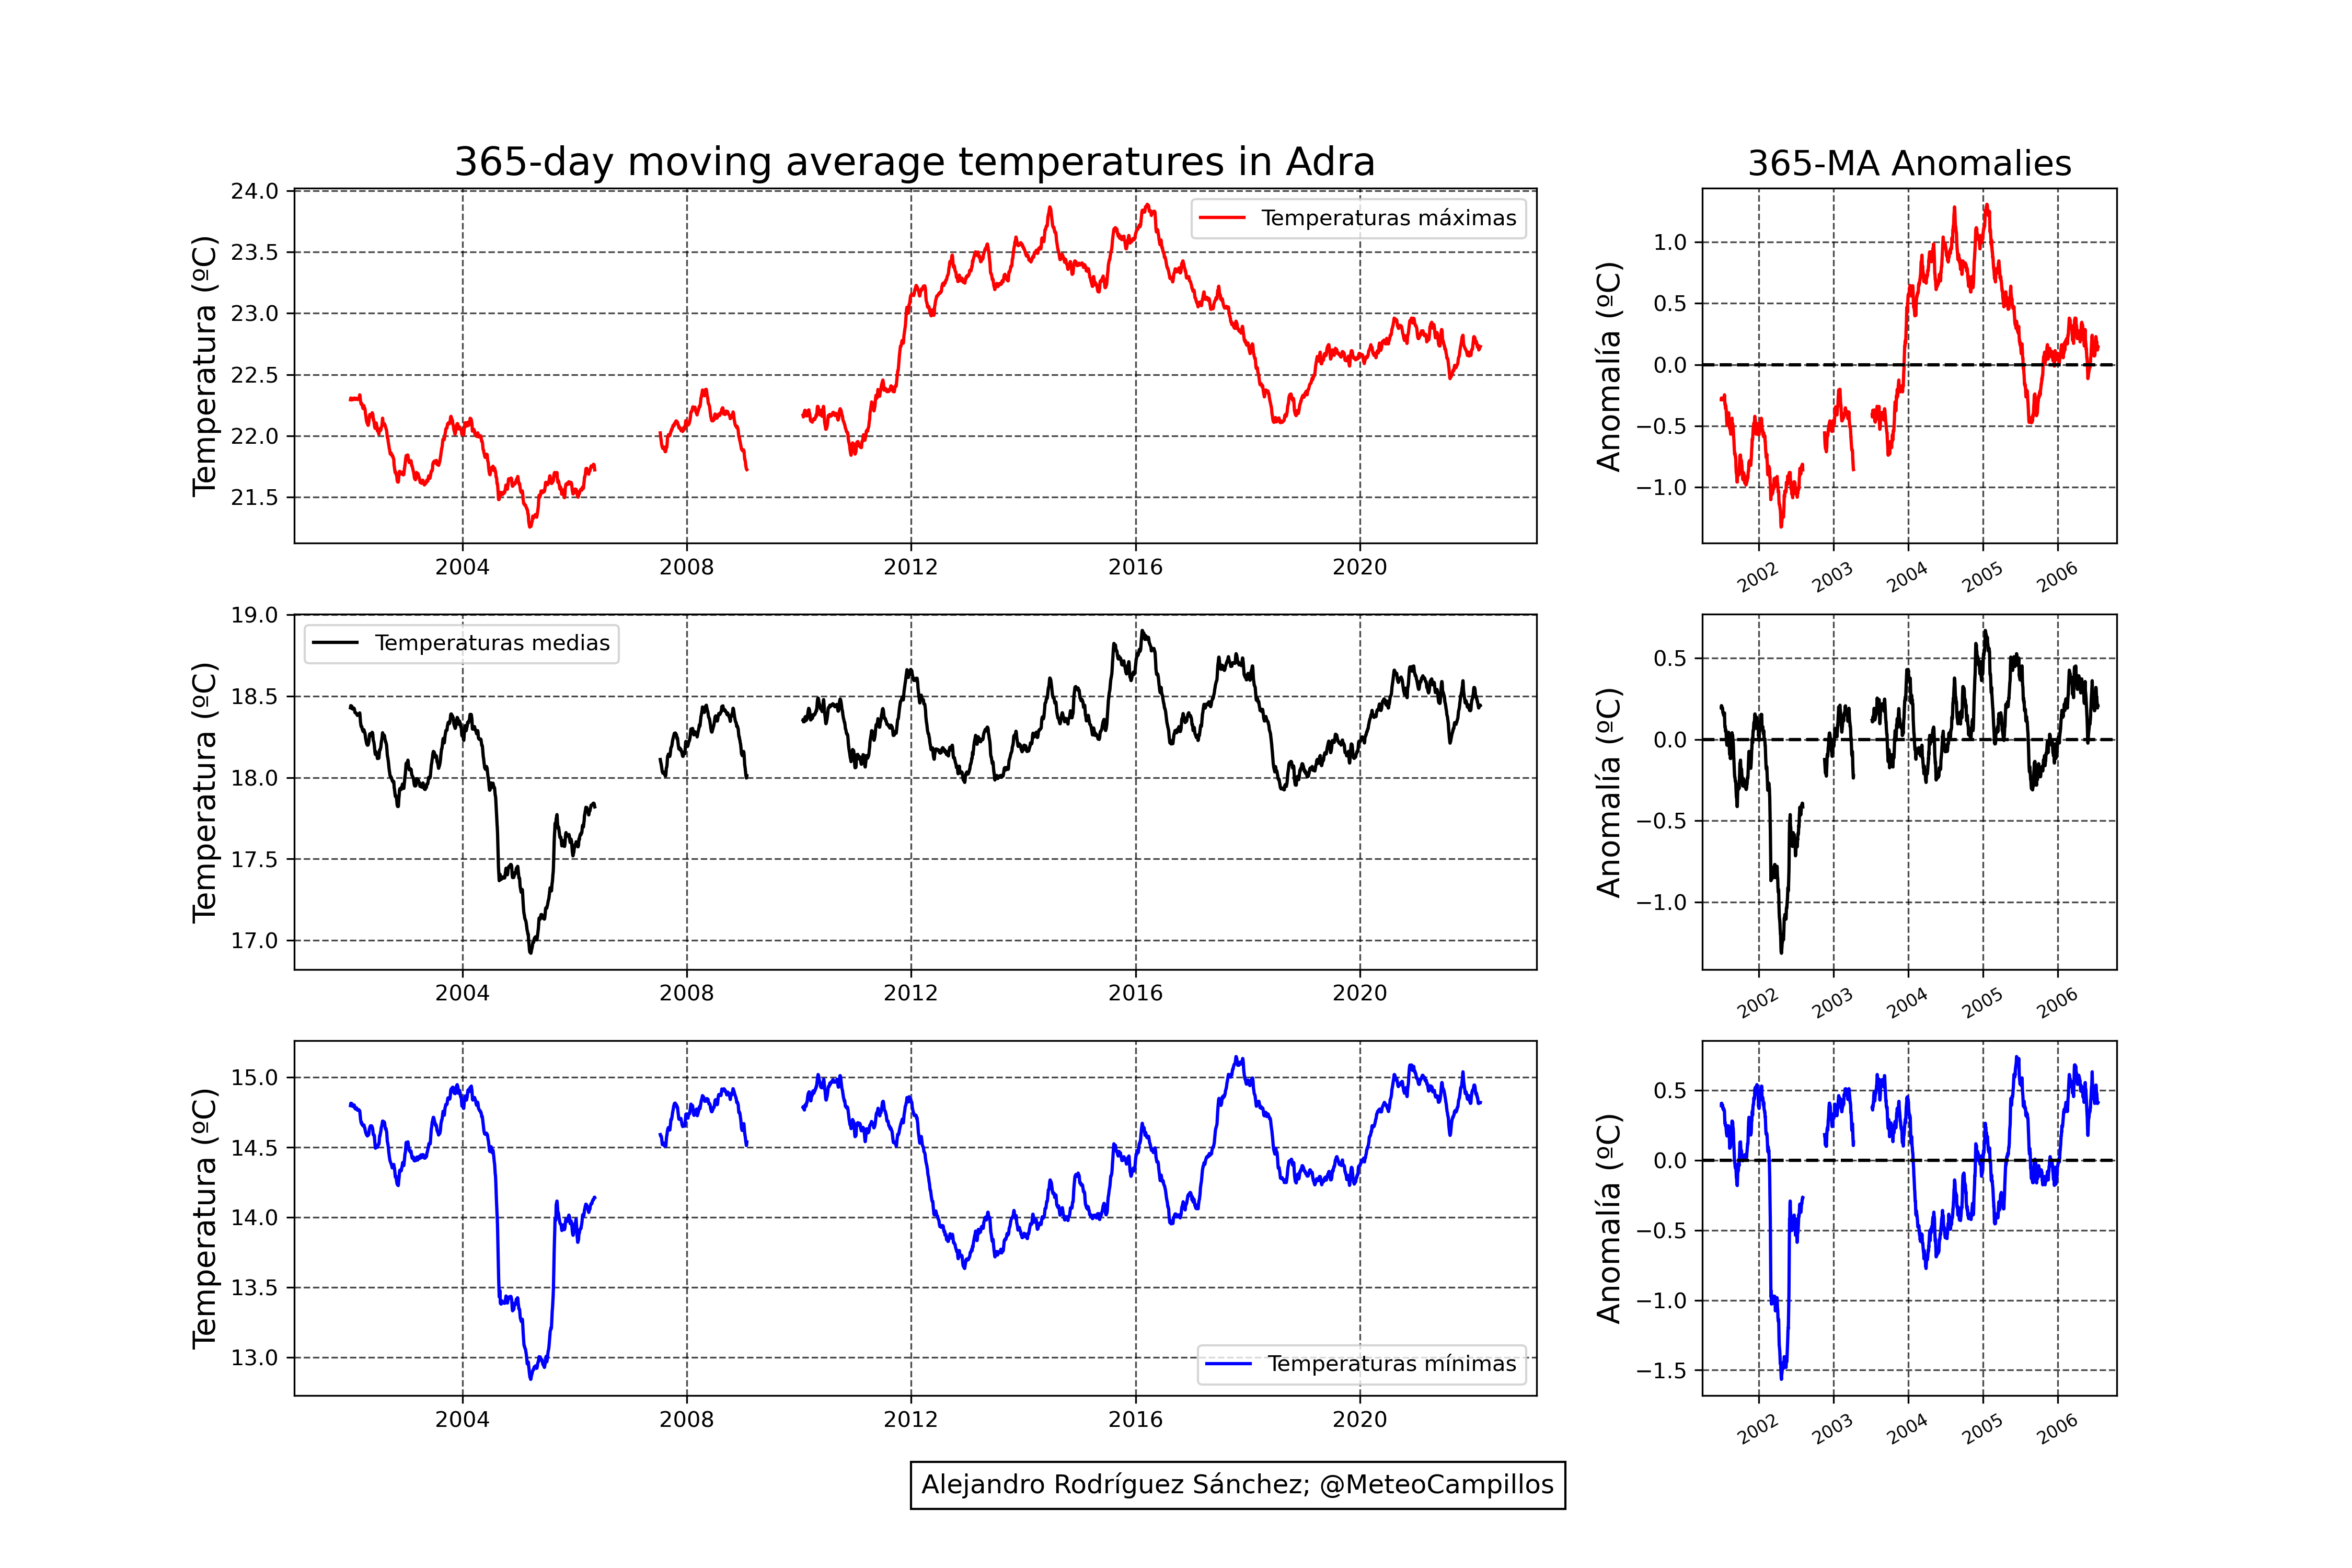 365-day moving average temperatures in Adra
365-MA Anomalies
Temperatura (ºC)
24.0
23.5
23.0
22.5
22.0
21.5
Temperaturas máximas
2004 2008 2012 2016 2020
Anomalía (ºC)
1.0
0.5
0.0
−0.5
−1.0
2002 2003 2004 2005 2006
Temperatura (ºC)
19.0
18.5
18.0
17.5
17.0
Temperaturas medias
2004 2008 2012 2016 2020
Anomalía (ºC)
0.5
0.0
−0.5
−1.0
2002 2003 2004 2005 2006
Temperatura (ºC)
15.0
14.5
14.0
13.5
13.0
Temperaturas mínimas
2004 2008 2012 2016 2020
Anomalía (ºC)
0.5
0.0
−0.5
−1.0
−1.5
2002 2003 2004 2005 2006
Alejandro Rodríguez Sánchez; @MeteoCampillos